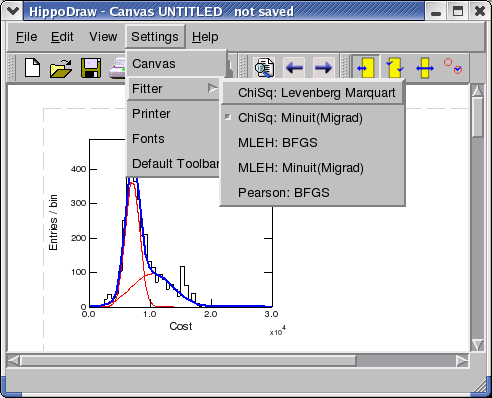 HippoDraw - Canvas UNTITLED not saved
File Edit View Settings Help
Canvas
Fitter
Printer
Fonts
Default Toolbar
ChiSq: Levenberg Marquart
ChiSq: Minuit(Migrad)
MLEH: BFGS
MLEH: Minuit(Migrad)
Pearson: BFGS
Entries / bin
400
300
200
100
0
0.0 1.0 2.0 3.0
Cost
x10⁴